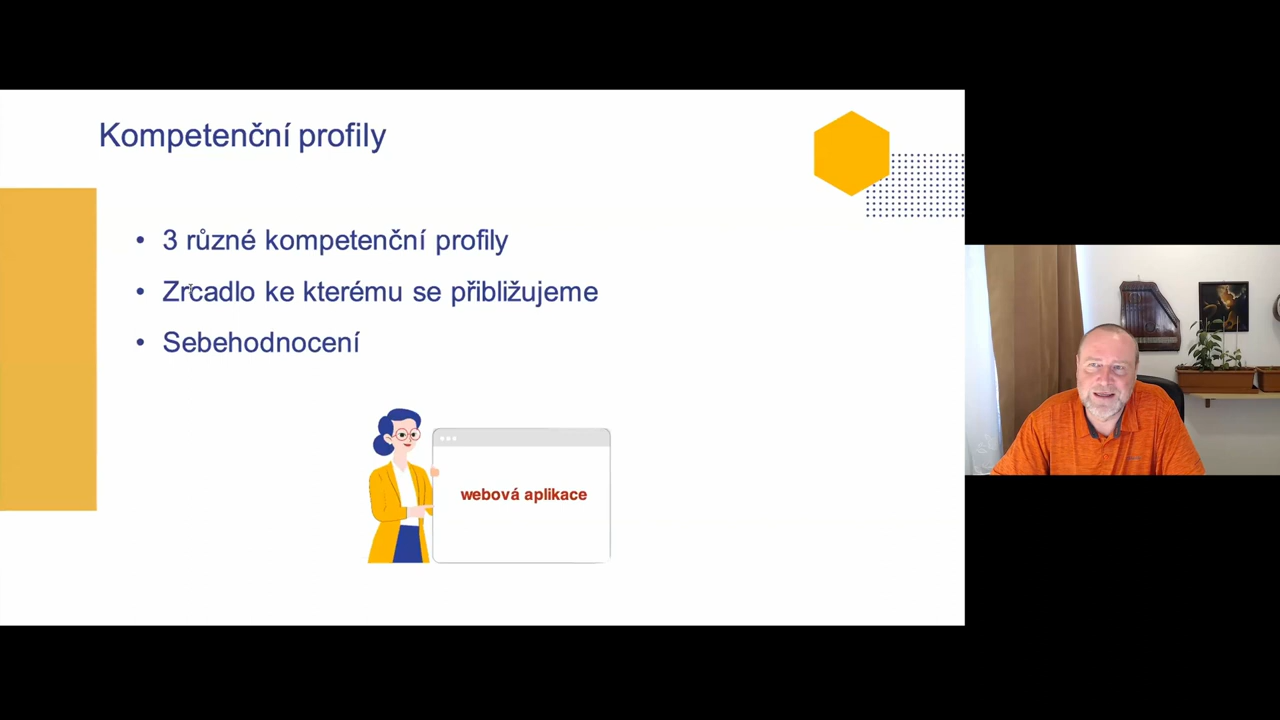 Kompetenční profily
• 3 různé kompetenční profily
• Zrcadlo ke kterému se přibližujeme
• Sebehodnocení
webová aplikace